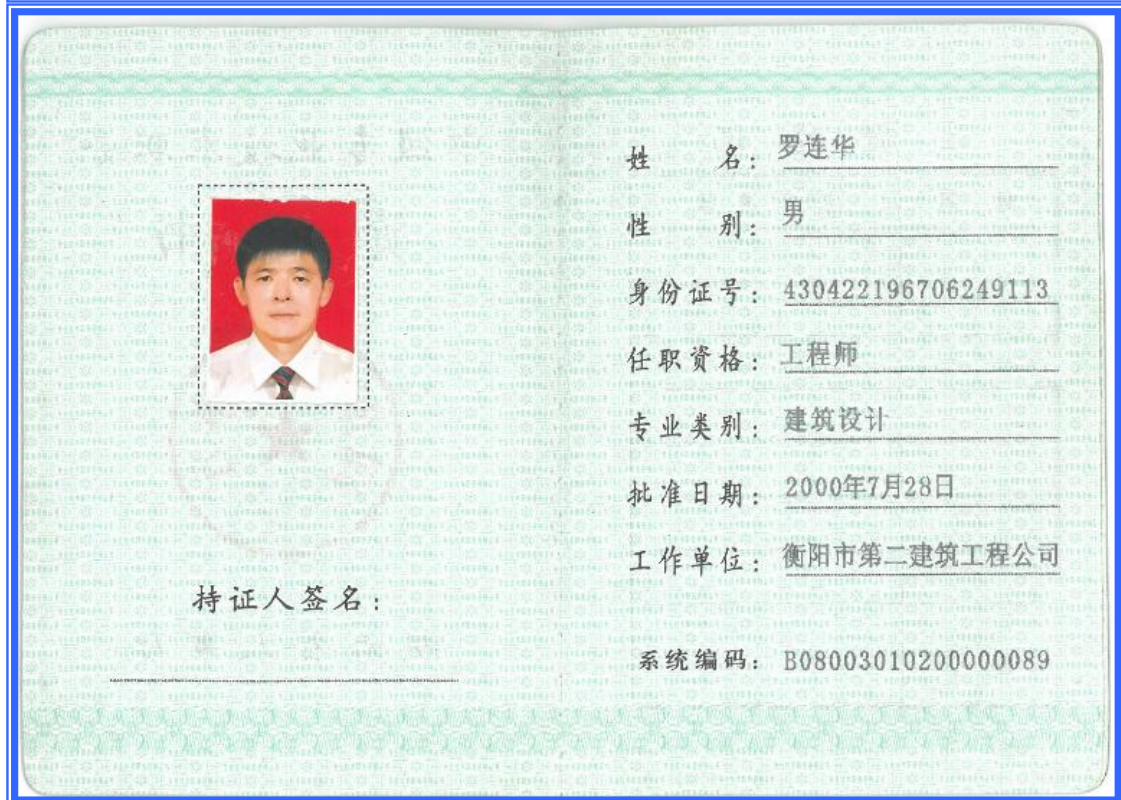 持证人签名：
姓名：罗连华
性别：男
身份证号：430422196706249113
任职资格：工程师
专业类别：建筑设计
批准日期：2000年7月28日
工作单位：衡阳市第二建筑工程公司
系统编码：B08003010200000089